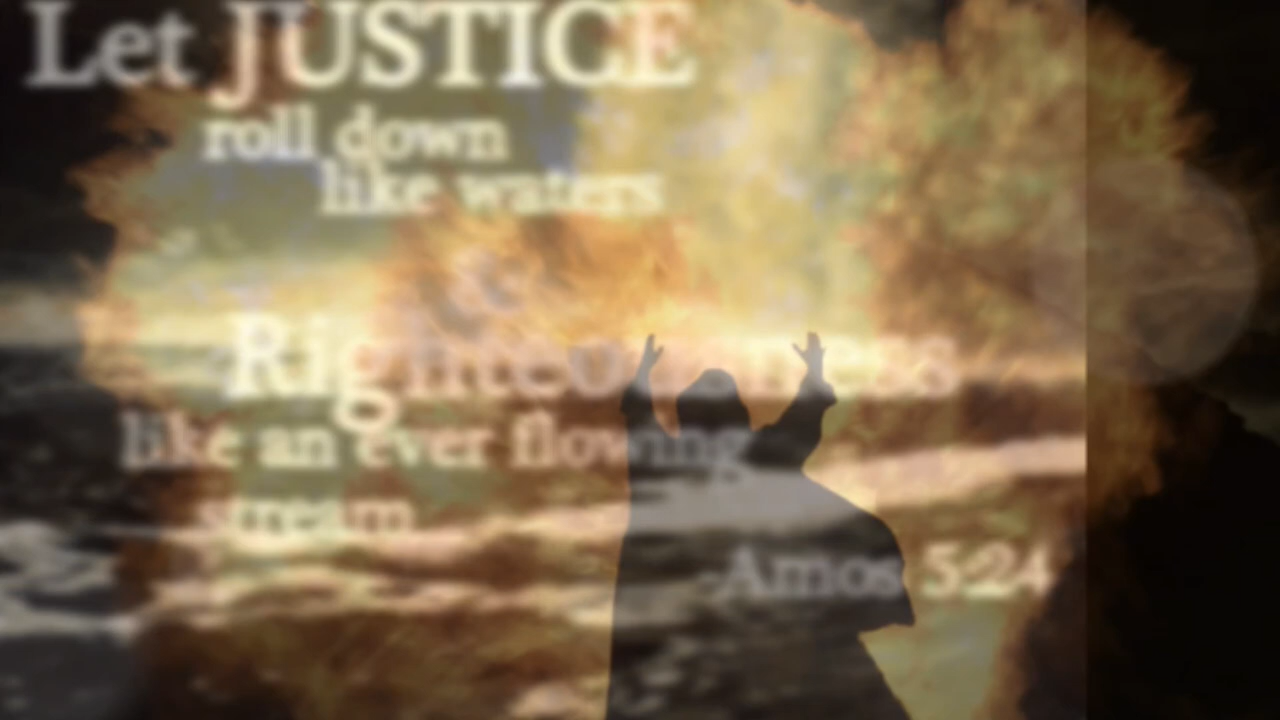 Let JUSTICE
roll down
like waters
&
Righteousness
like an ever flowing
stream
Amos 5:24